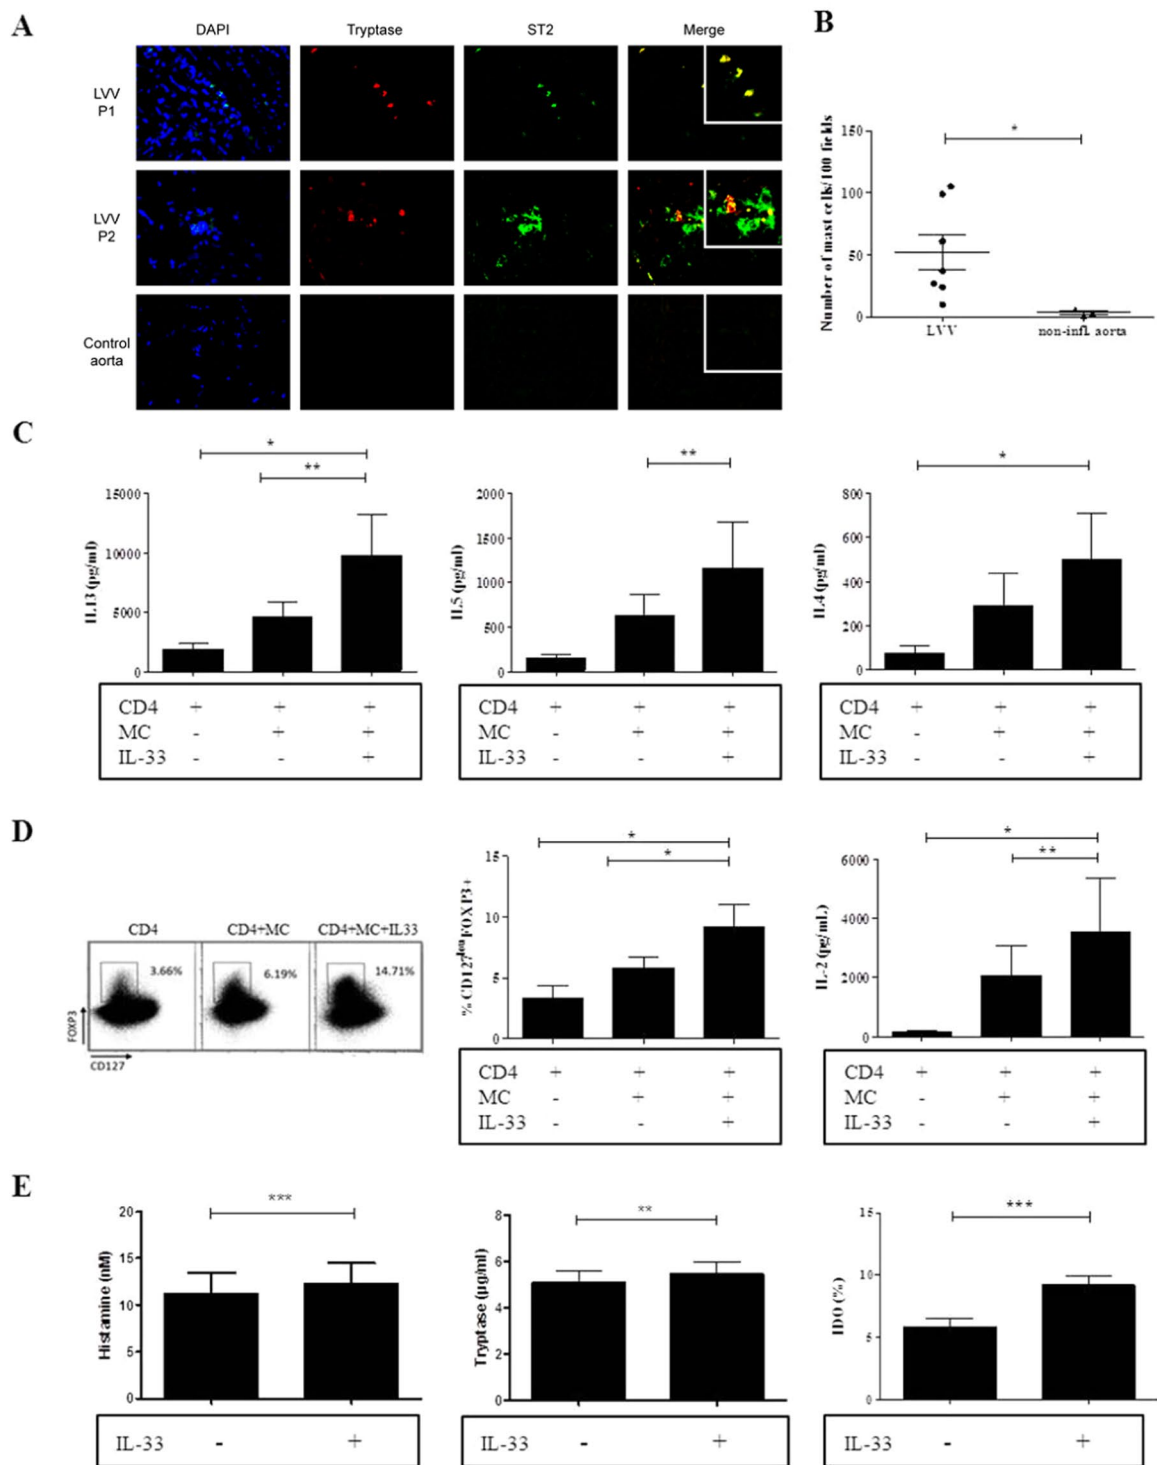 A
DAPI Tryptase ST2 Merge
LVV
P1
LVV
P2
Control
aorta
B
Number of mast cells/100 fields
150
100
50
0
LVV non-infl. aorta
*
C
IL13 (pg/ml)
15000
10000
5000
0
*
**
CD4 + + +
MC - + +
IL-33 - - +
IL5 (pg/ml)
2000
1500
1000
500
0
**
CD4 + + +
MC - + +
IL-33 - - +
IL4 (pg/ml)
800
600
400
200
0
*
CD4 + + +
MC - + +
IL-33 - - +
D
CD4 CD4+MC CD4+MC+IL33
3.66% 6.19% 14.71%
FOXP3
CD127
% CD127lowFOXP3+
15
10
5
0
*
*
CD4 + + +
MC - + +
IL-33 - - +
IL-2 (pg/mL)
6000
4000
2000
0
*
**
CD4 + + +
MC - + +
IL-33 - - +
E
Histamine (nM)
20
15
10
5
0
***
IL-33 - +
Tryptase (µg/ml)
8
6
4
2
0
**
IL-33 - +
IDO (%)
15
10
5
0
***
IL-33 - +